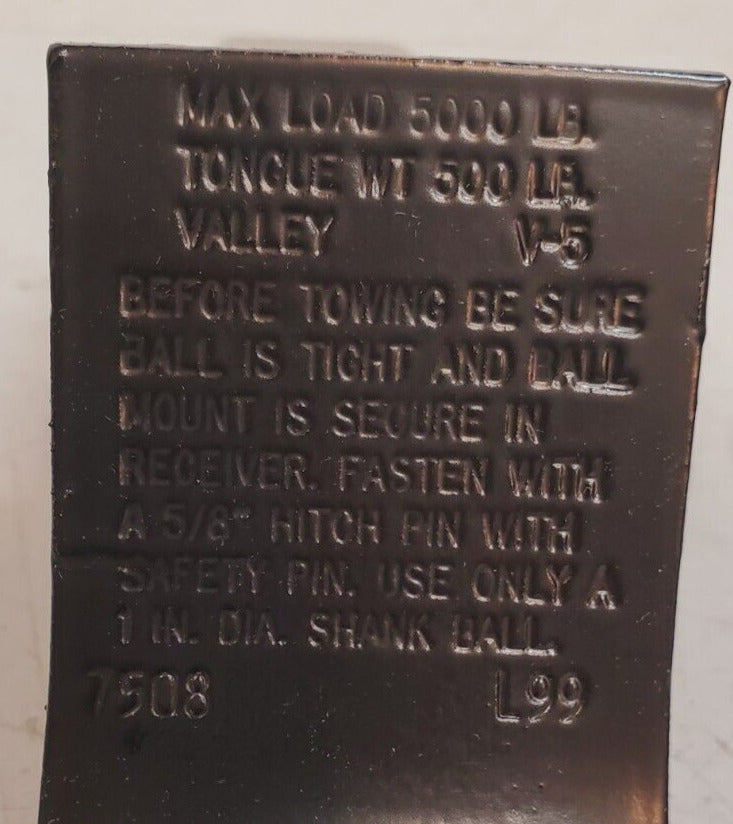 MAX LOAD 5000 LB.
TONGUE WT 500 LB.
VALLEY V-5
BEFORE TOWING BE SURE
BALL IS TIGHT AND BALL
MOUNT IS SECURE IN
RECEIVER. FASTEN WITH
A 5/8" HITCH PIN WITH
SAFETY PIN. USE ONLY A
1 IN. DIA. SHANK BALL.
7508 L99